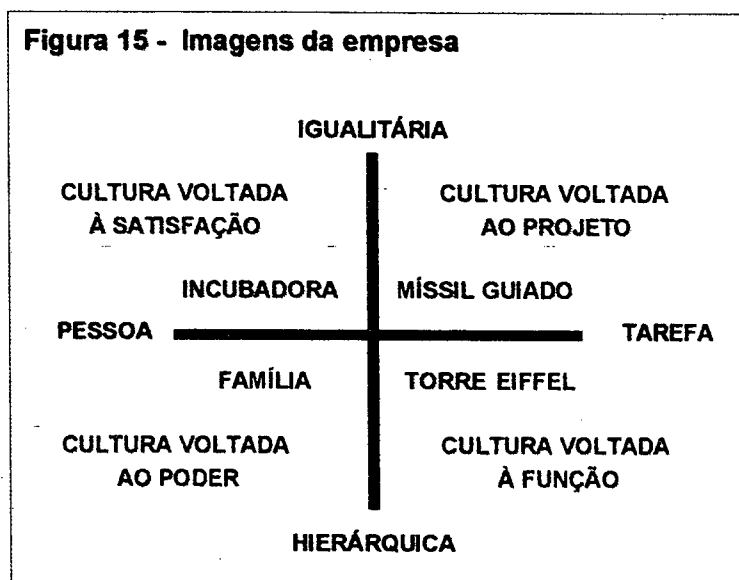 Figura 15 - Imagens da empresa
IGUALITÁRIA
CULTURA VOLTADA
À SATISFAÇÃO
CULTURA VOLTADA
AO PROJETO
INCUBADORA
MÍSSIL GUIADO
PESSOA
TAREFA
FAMÍLIA
TORRE EIFFEL
CULTURA VOLTADA
AO PODER
CULTURA VOLTADA
À FUNÇÃO
HIERÁRQUICA